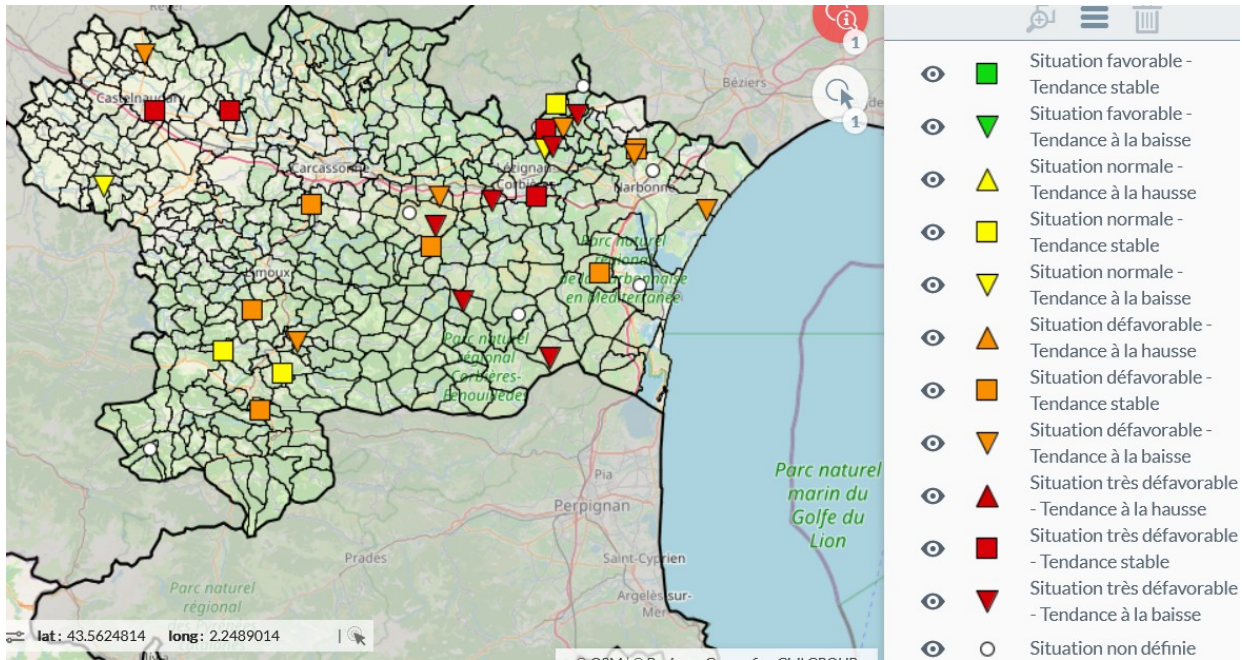 Revel
Castelnaudary
Béziers
1
1
Carcassonne
Lézignan-
Corbières
Narbonne
Parc naturel
régional
de la Narbonnaise
en Méditerranée
Limoux
Parc naturel
régional
Corbières-
Fenouillèdes
Pia
Perpignan
Parc naturel
marin du
Golfe du
Lion
Prades
Saint-Cyprien
Argelès-sur-
Mer
Parc naturel
régional
des Pyrénées
lat : 43.5624814 long : 2.2489014
Situation favorable -
Tendance stable
Situation favorable -
Tendance à la baisse
Situation normale -
Tendance à la hausse
Situation normale -
Tendance stable
Situation normale -
Tendance à la baisse
Situation défavorable -
Tendance à la hausse
Situation défavorable -
Tendance stable
Situation défavorable -
Tendance à la baisse
Situation très défavorable
- Tendance à la hausse
Situation très défavorable
- Tendance stable
Situation très défavorable
- Tendance à la baisse
Situation non définie